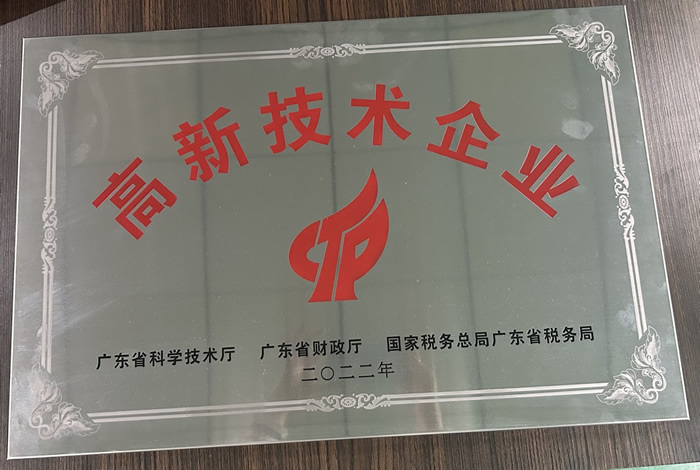 高新技术企业
广东省科学技术厅 广东省财政厅 国家税务总局广东省税务局
二〇二二年